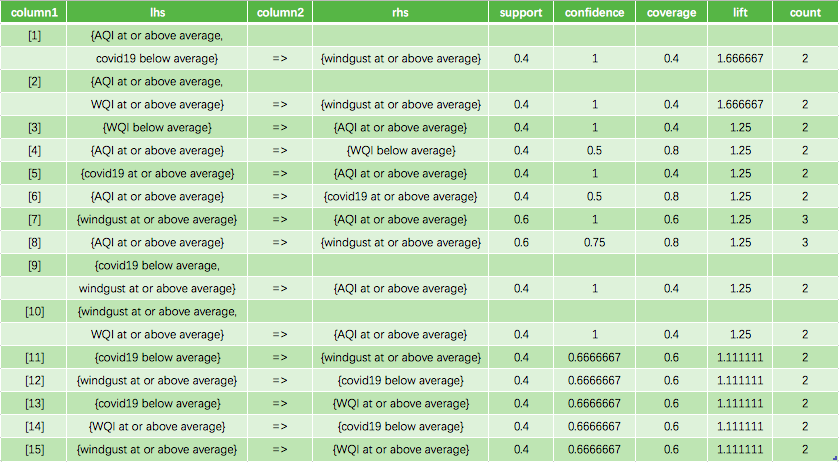 column1 lhs column2 rhs support confidence coverage lift count
[1] {AQI at or above average,
covid19 below average} => {windgust at or above average} 0.4 1 0.4 1.666667 2
[2] {AQI at or above average,
WQI at or above average} => {windgust at or above average} 0.4 1 0.4 1.666667 2
[3] {WQI below average} => {AQI at or above average} 0.4 1 0.4 1.25 2
[4] {AQI at or above average} => {WQI below average} 0.4 0.5 0.8 1.25 2
[5] {covid19 at or above average} => {AQI at or above average} 0.4 1 0.4 1.25 2
[6] {AQI at or above average} => {covid19 at or above average} 0.4 0.5 0.8 1.25 2
[7] {windgust at or above average} => {AQI at or above average} 0.6 1 0.6 1.25 3
[8] {AQI at or above average} => {windgust at or above average} 0.6 0.75 0.8 1.25 3
[9] {covid19 below average,
windgust at or above average} => {AQI at or above average} 0.4 1 0.4 1.25 2
[10] {windgust at or above average,
WQI at or above average} => {AQI at or above average} 0.4 1 0.4 1.25 2
[11] {covid19 below average} => {windgust at or above average} 0.4 0.6666667 0.6 1.111111 2
[12] {windgust at or above average} => {covid19 below average} 0.4 0.6666667 0.6 1.111111 2
[13] {covid19 below average} => {WQI at or above average} 0.4 0.6666667 0.6 1.111111 2
[14] {WQI at or above average} => {covid19 below average} 0.4 0.6666667 0.6 1.111111 2
[15] {windgust at or above average} => {WQI at or above average} 0.4 0.6666667 0.6 1.111111 2